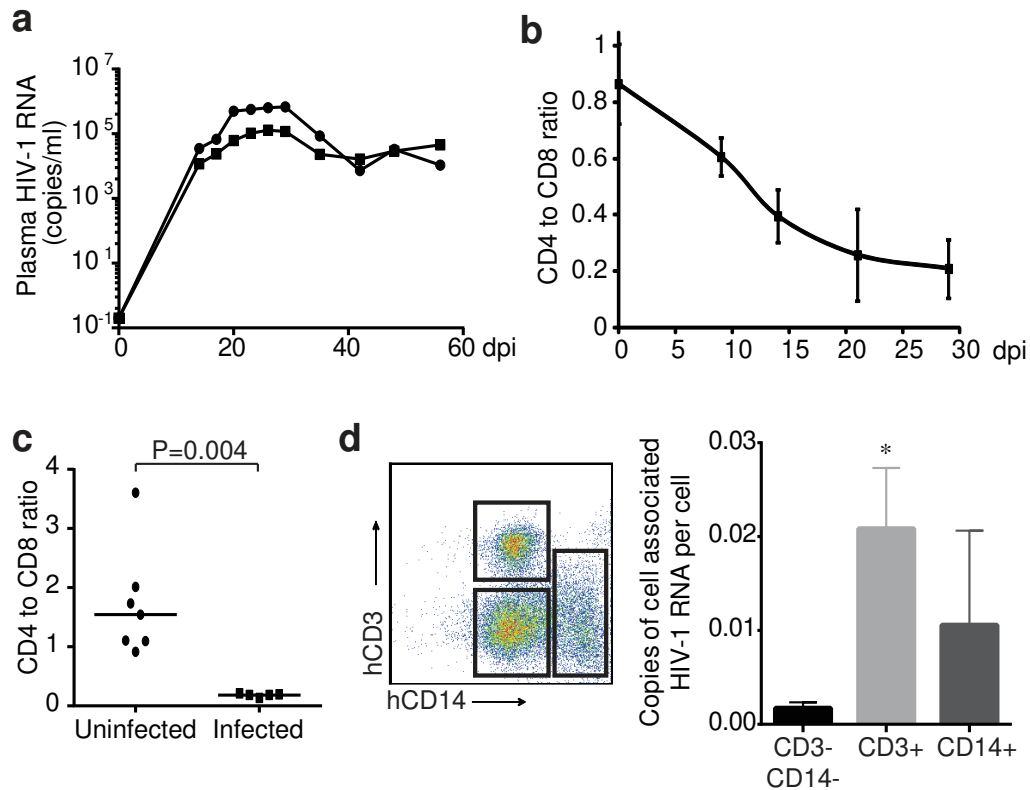 a
Plasma HIV-1 RNA
(copies/ml)
10^7
10^5
10^3
10^1
10^-1
0 20 40 60 dpi
b
CD4 to CD8 ratio
1
0.8
0.6
0.4
0.2
0
0 5 10 15 20 25 30 dpi
c
P=0.004
CD4 to CD8 ratio
4
3
2
1
0
Uninfected Infected
d
hCD3
hCD14
Copies of cell associated
HIV-1 RNA per cell
0.03
0.02
0.01
0.00
*
CD3- CD3+ CD14+
CD14-